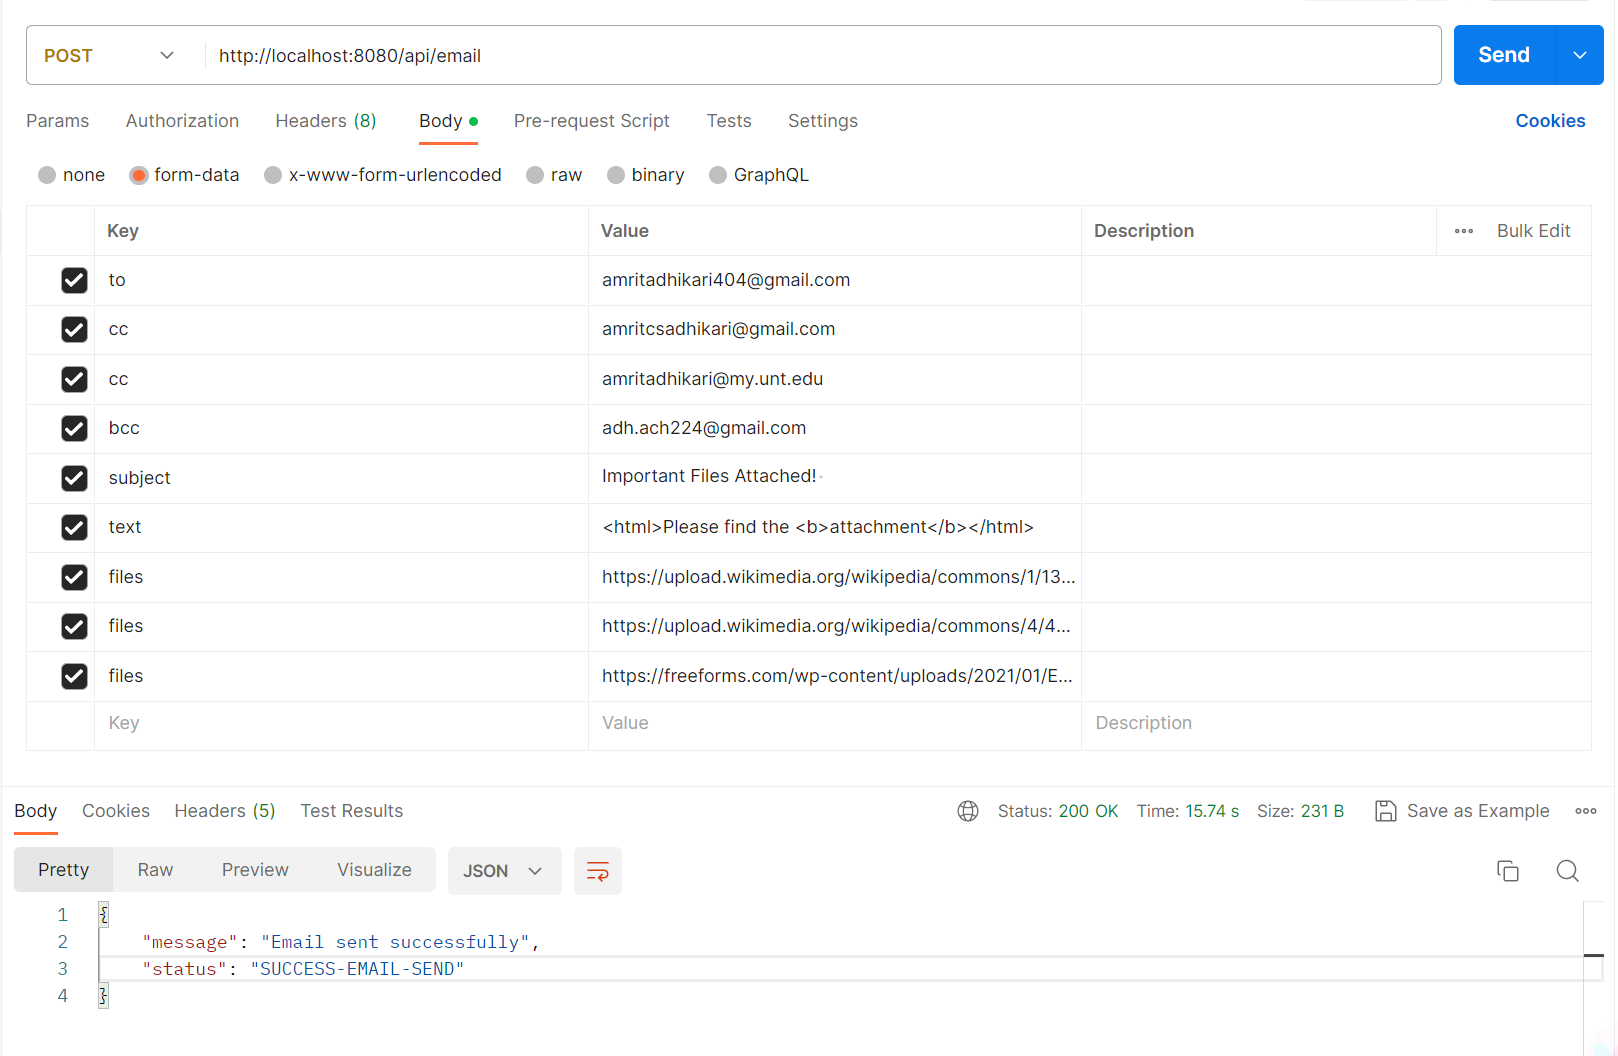 POST http://localhost:8080/api/email Send
Params Authorization Headers (8) Body Pre-request Script Tests Settings Cookies
none form-data x-www-form-urlencoded raw binary GraphQL
Key Value Description Bulk Edit
to amritadhikari404@gmail.com
cc amritcsadhikari@gmail.com
cc amritadhikari@my.unt.edu
bcc adh.ach224@gmail.com
subject Important Files Attached!
text <html>Please find the <b>attachment</b></html>
files https://upload.wikimedia.org/wikipedia/commons/1/13...
files https://upload.wikimedia.org/wikipedia/commons/4/4...
files https://freeforms.com/wp-content/uploads/2021/01/E...
Key Value Description
Body Cookies Headers (5) Test Results Status: 200 OK Time: 15.74 s Size: 231 B Save as Example
Pretty Raw Preview Visualize JSON
1 {
2 "message": "Email sent successfully",
3 "status": "SUCCESS-EMAIL-SEND"
4 }